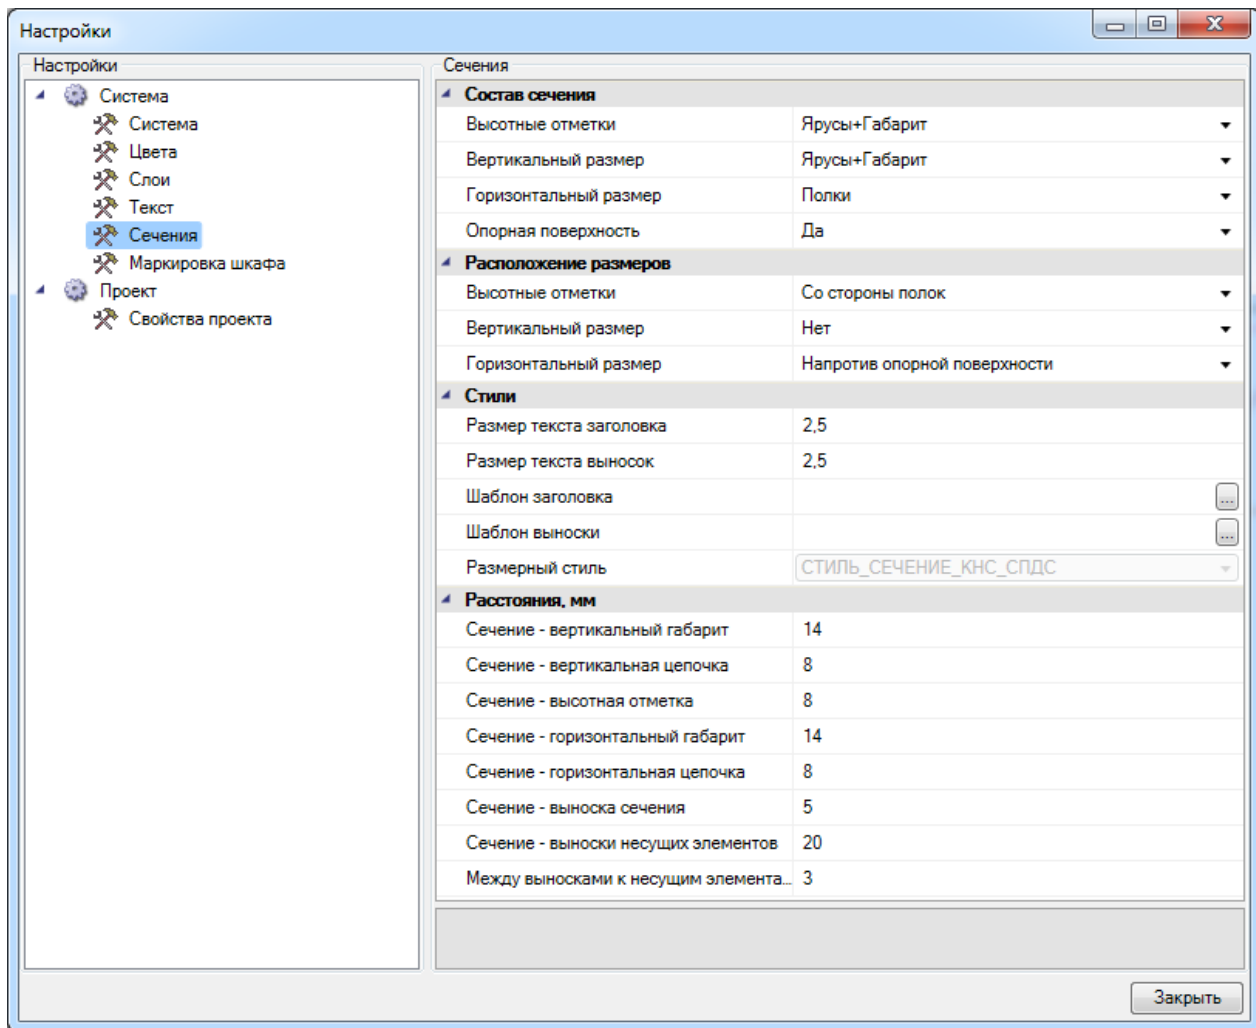 Настройки
Настройки
Система
Система
Цвета
Слои
Текст
Сечения
Маркировка шкафа
Проект
Свойства проекта
Сечения
Состав сечения
Высотные отметки Ярусы+Габарит
Вертикальный размер Ярусы+Габарит
Горизонтальный размер Полки
Опорная поверхность Да
Расположение размеров
Высотные отметки Со стороны полок
Вертикальный размер Нет
Горизонтальный размер Напротив опорной поверхности
Стили
Размер текста заголовка 2,5
Размер текста выносок 2,5
Шаблон заголовка ...
Шаблон выноски ...
Размерный стиль СТИЛЬ_СЕЧЕНИЕ_КНС_СПДС
Расстояния, мм
Сечение - вертикальный габарит 14
Сечение - вертикальная цепочка 8
Сечение - высотная отметка 8
Сечение - горизонтальный габарит 14
Сечение - горизонтальная цепочка 8
Сечение - выноска сечения 5
Сечение - выноски несущих элементов 20
Между выносками к несущим элемента... 3
Закрыть